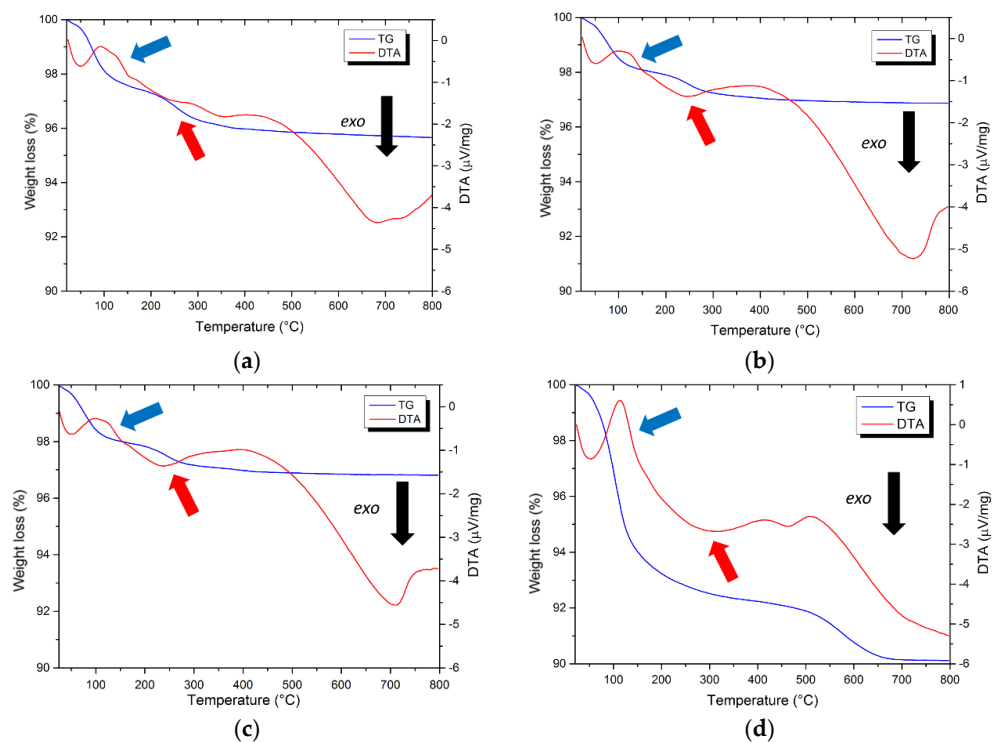 100
98
96
94
92
90
Weight loss (%)
100 200 300 400 500 600 700 800
Temperature (°C)
0
-1
-2
-3
-4
-5
-6
DTA (µV/mg)
TG
DTA
exo
(a)
100
98
96
94
92
90
Weight loss (%)
100 200 300 400 500 600 700 800
Temperature (°C)
0
-1
-2
-3
-4
-5
-6
DTA (µV/mg)
TG
DTA
exo
(b)
100
98
96
94
92
90
Weight loss (%)
100 200 300 400 500 600 700 800
Temperature (°C)
0
-1
-2
-3
-4
-5
-6
DTA (µV/mg)
TG
DTA
exo
(c)
100
98
96
94
92
90
Weight loss (%)
100 200 300 400 500 600 700 800
Temperature (°C)
1
0
-1
-2
-3
-4
-5
-6
DTA (µV/mg)
TG
DTA
exo
(d)